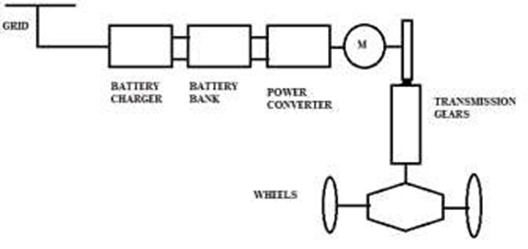 GRID
M
BATTERY
CHARGER
BATTERY
BANK
POWER
CONVERTER
TRANSMISSION
GEARS
WHEELS